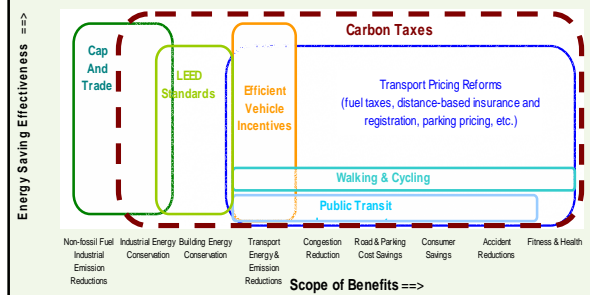 Energy Saving Effectiveness ==>
Carbon Taxes
Cap
And
Trade
LEED
Standards
Efficient
Vehicle
Incentives
Transport Pricing Reforms
(fuel taxes, distance-based insurance and
registration, parking pricing, etc.)
Walking & Cycling
Public Transit
Non-fossil Fuel
Industrial
Emission
Reductions
Industrial Energy
Conservation
Building Energy
Conservation
Transport
Energy &
Emission
Reductions
Congestion
Reduction
Road & Parking
Cost Savings
Consumer
Savings
Accident
Reductions
Fitness & Health
Scope of Benefits ==>